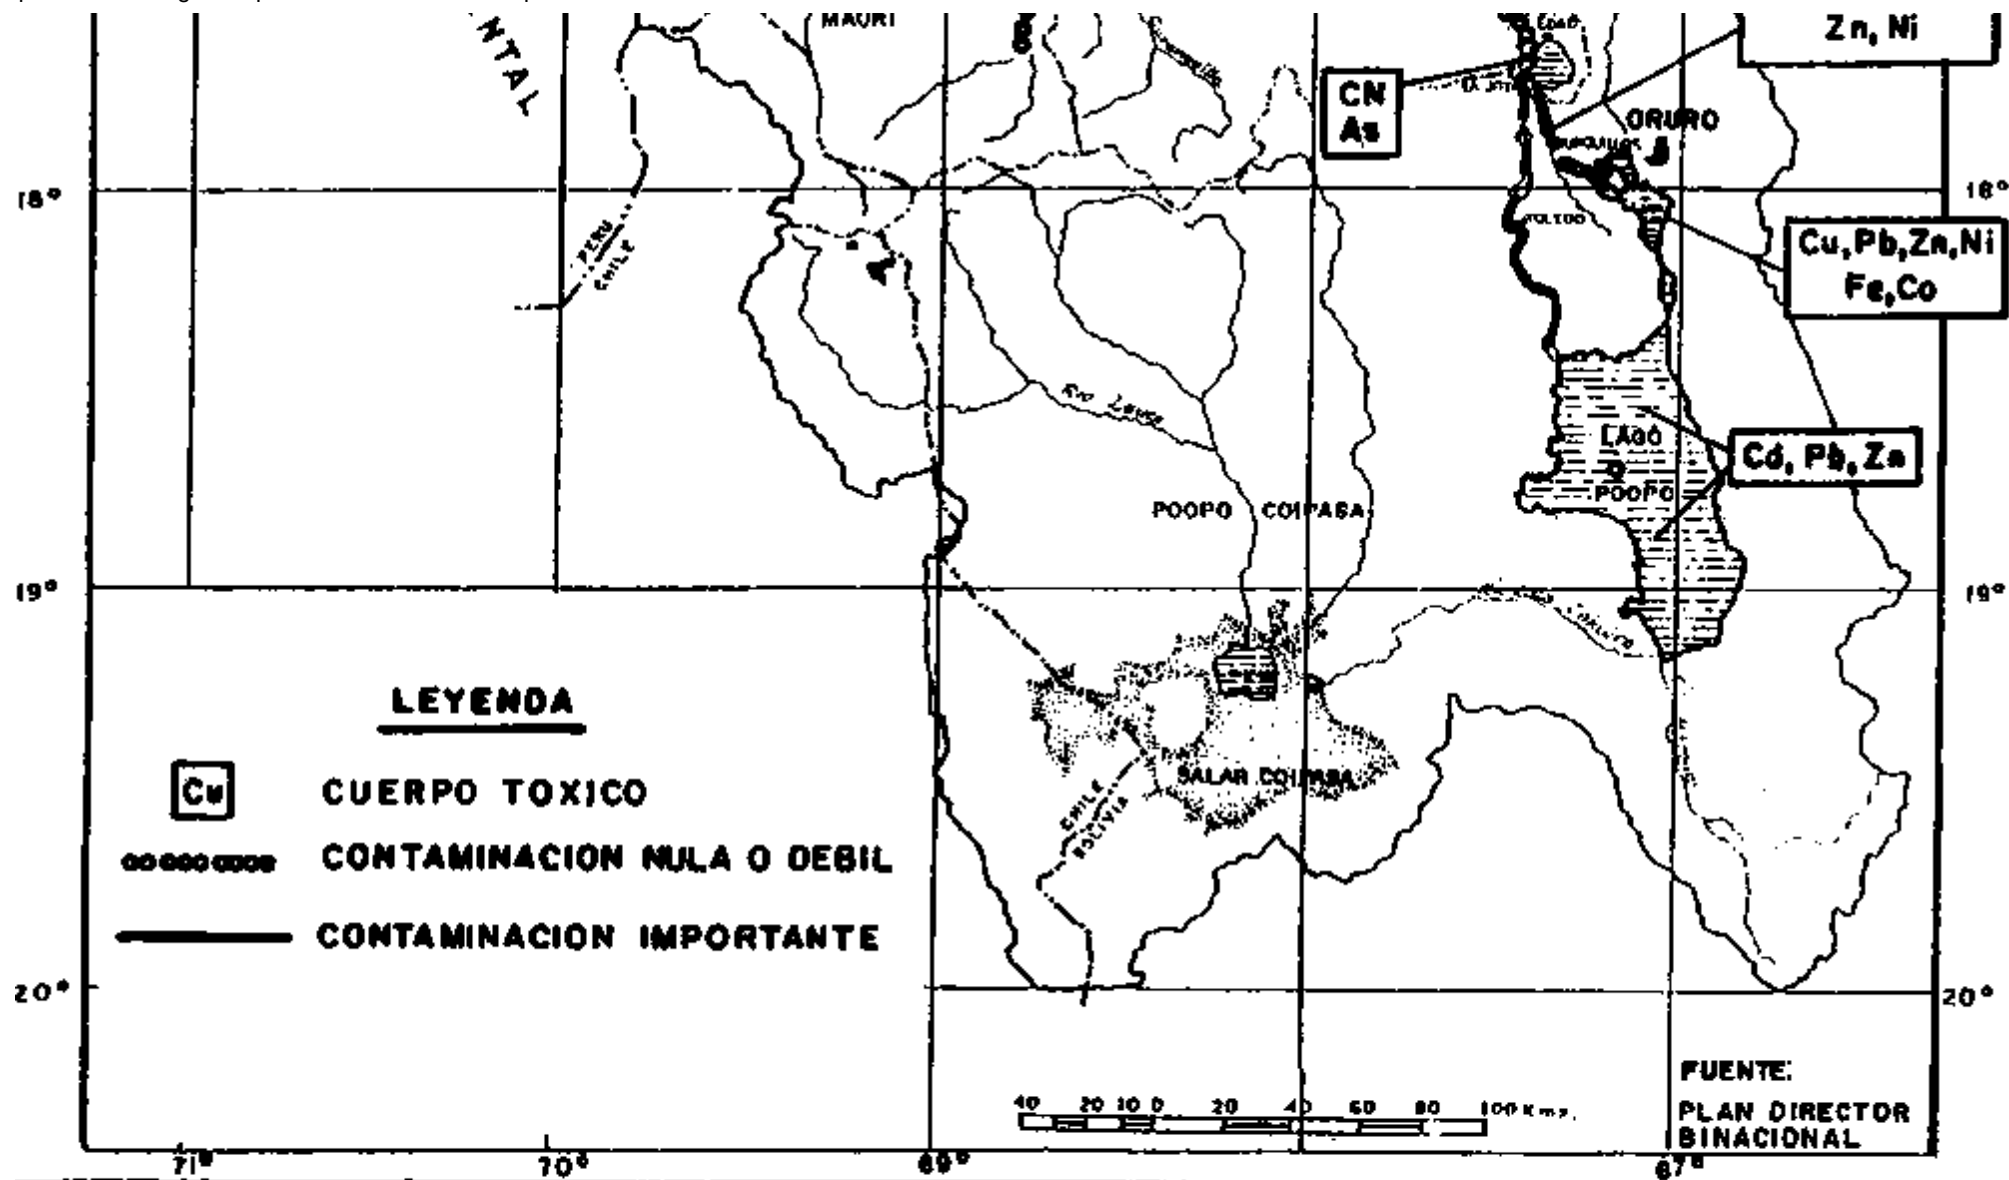 NTAL
MAURI
Zn, Ni
CN
As
ORURO
18°
18°
TOLEDO
PERU
CHILE
Cu, Pb, Zn, Ni
Fe, Co
Rio Lauca
LAGO
POOPO
Cd, Pb, Zn
POOPO COIPASA
19°
19°
LEYENDA
Cu
CUERPO TOXICO
SALAR COIPASA
CHILE
BOLIVIA
CONTAMINACION NULA O DEBIL
CONTAMINACION IMPORTANTE
20°
20°
FUENTE:
PLAN DIRECTOR
BINACIONAL
40 20 10 0 20 40 60 80 100 Kms.
71° 70° 69° 67°